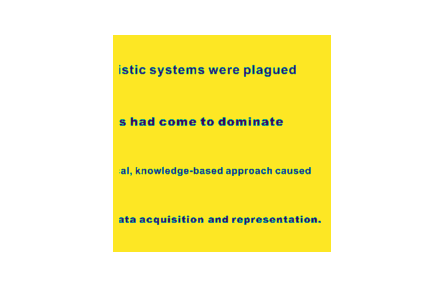 istic systems were plagued
s had come to dominate
al, knowledge-based approach caused
ata acquisition and representation.